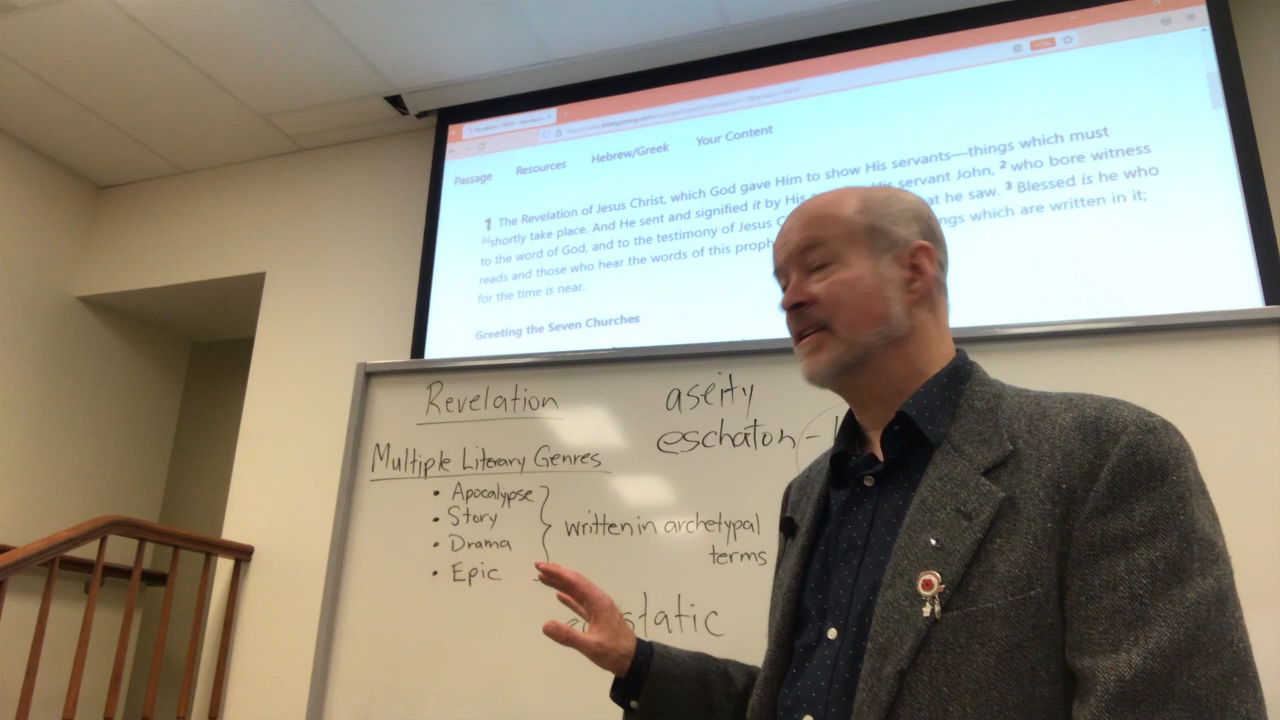 Passage
Resources
Hebrew/Greek
Your Content
1 The Revelation of Jesus Christ, which God gave Him to show His servants—things which must
[a]shortly take place. And He sent and signified it by His His servant John, 2 who bore witness
to the word of God, and to the testimony of Jesus he saw. 3 Blessed is he who
reads and those who hear the words of this which are written in it;
for the time is near.
Greeting the Seven Churches
Revelation
Multiple Literary Genres
• Apocalypse
• Story
• Drama
• Epic
written in archetypal
terms
aseity
eschaton -